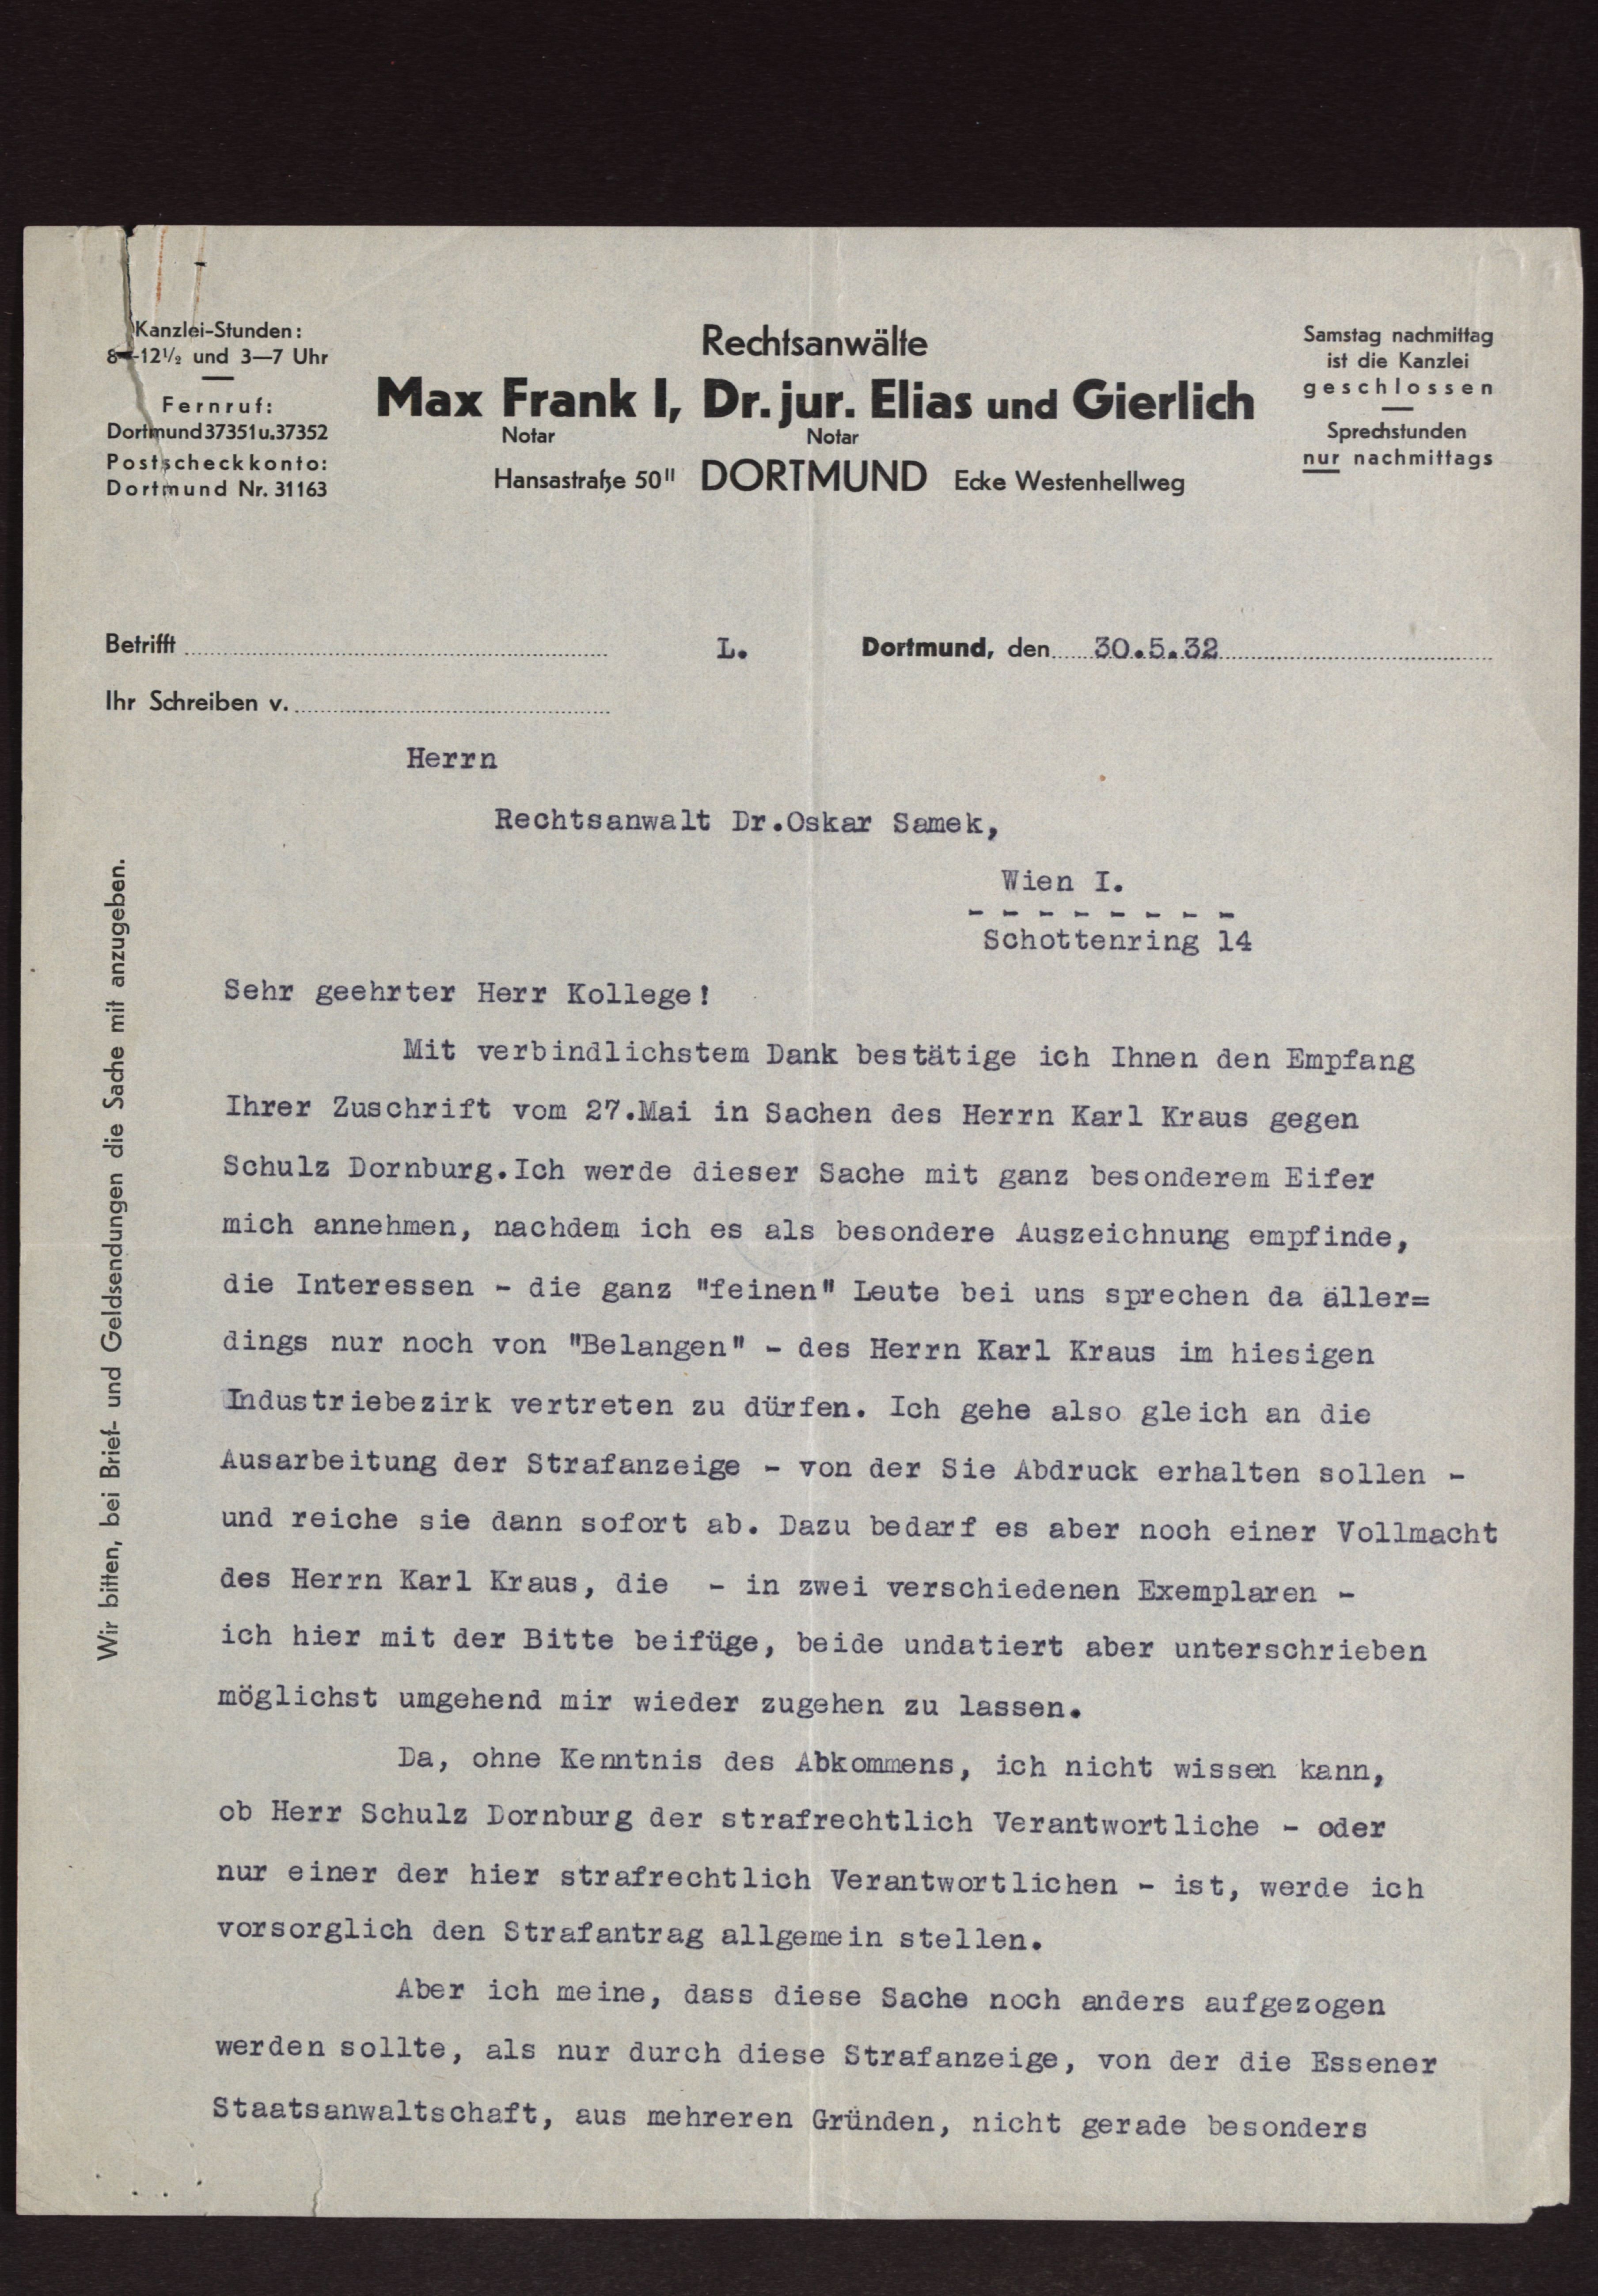 Kanzlei-Stunden:
8—12½ und 3—7 Uhr
Fernruf:
Dortmund 37351 u. 37352
Postscheckkonto:
Dortmund Nr. 31163
Rechtsanwälte
Max Frank I, Dr. jur. Elias und Gierlich
Notar Notar
Hansastraße 50II DORTMUND Ecke Westenhellweg
Samstag nachmittag
ist die Kanzlei
geschlossen
Sprechstunden
nur nachmittags
Betrifft
L. Dortmund, den 30.5.32
Ihr Schreiben v.
Herrn
Rechtsanwalt Dr.Oskar Samek,
Wien I.
- - - - - - - -
Schottenring 14
Wir bitten, bei Brief- und Geldsendungen die Sache mit anzugeben.
Sehr geehrter Herr Kollege!
Mit verbindlichstem Dank bestätige ich Ihnen den Empfang
Ihrer Zuschrift vom 27.Mai in Sachen des Herrn Karl Kraus gegen
Schulz Dornburg.Ich werde dieser Sache mit ganz besonderem Eifer
mich annehmen, nachdem ich es als besondere Auszeichnung empfinde,
die Interessen - die ganz "feinen" Leute bei uns sprechen da äller=
dings nur noch von "Belangen" - des Herrn Karl Kraus im hiesigen
Industriebezirk vertreten zu dürfen. Ich gehe also gleich an die
Ausarbeitung der Strafanzeige - von der Sie Abdruck erhalten sollen -
und reiche sie dann sofort ab. Dazu bedarf es aber noch einer Vollmacht
des Herrn Karl Kraus, die - in zwei verschiedenen Exemplaren -
ich hier mit der Bitte beifüge, beide undatiert aber unterschrieben
möglichst umgehend mir wieder zugehen zu lassen.
Da, ohne Kenntnis des Abkommens, ich nicht wissen kann,
ob Herr Schulz Dornburg der strafrechtlich Verantwortliche - oder
nur einer der hier strafrechtlich Verantwortlichen - ist, werde ich
vorsorglich den Strafantrag allgemein stellen.
Aber ich meine, dass diese Sache noch anders aufgezogen
werden sollte, als nur durch diese Strafanzeige, von der die Essener
Staatsanwaltschaft, aus mehreren Gründen, nicht gerade besonders